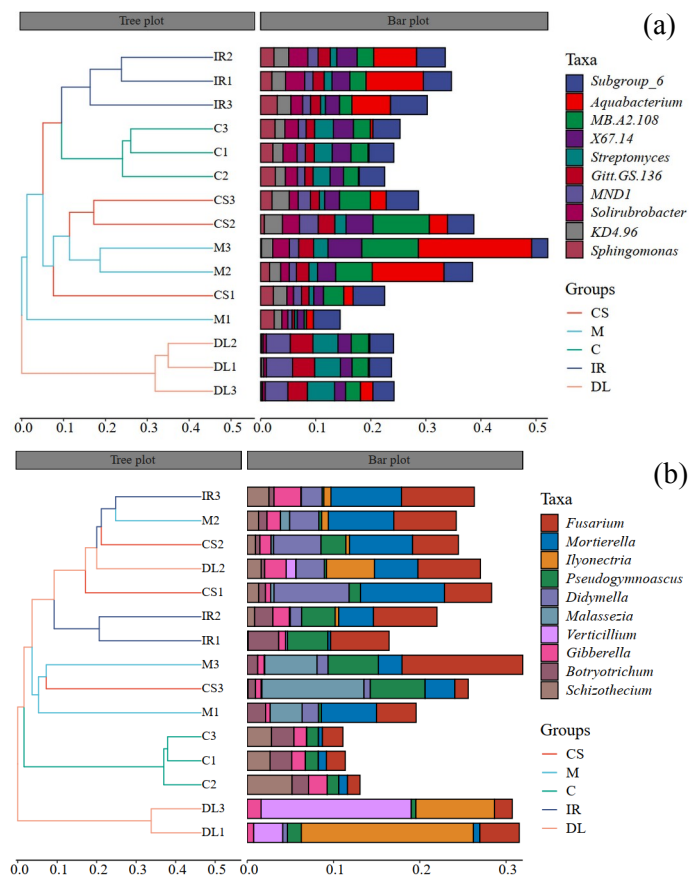 Tree plot
Bar plot
(a)
IR2
IR1
IR3
C3
C1
C2
CS3
CS2
M3
M2
CS1
M1
DL2
DL1
DL3
Taxa
Subgroup_6
Aquabacterium
MB.A2.108
X67.14
Streptomyces
Gitt.GS.136
MND1
Solirubrobacter
KD4.96
Sphingomonas
Groups
CS
M
C
IR
DL
0.0 0.1 0.2 0.3 0.4 0.5
0.0 0.1 0.2 0.3 0.4 0.5
Tree plot
Bar plot
(b)
IR3
M2
CS2
DL2
CS1
IR2
IR1
M3
CS3
M1
C3
C1
C2
DL3
DL1
Taxa
Fusarium
Mortierella
Ilyonectria
Pseudogymnoascus
Didymella
Malassezia
Verticillium
Gibberella
Botryotrichum
Schizothecium
Groups
CS
M
C
IR
DL
0.0 0.1 0.2 0.3 0.4 0.5
0.0 0.1 0.2 0.3